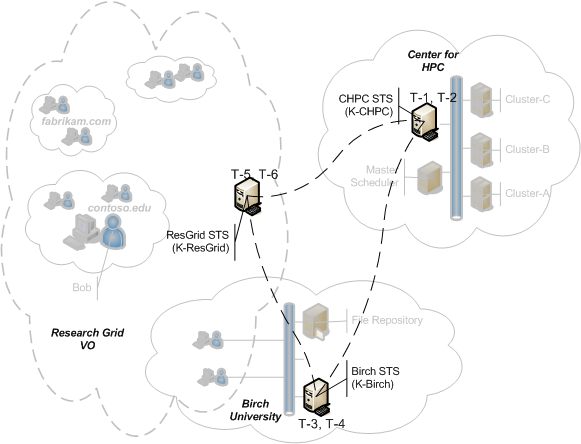 Center for
HPC
CHPC STS
(K-CHPC)
T-1, T-2
Cluster-C
Cluster-B
Master
Scheduler
Cluster-A
fabrikam.com
T-5, T-6
contoso.edu
ResGrid STS
(K-ResGrid)
Bob
Research Grid
VO
File Repository
Birch STS
(K-Birch)
Birch
University
T-3, T-4